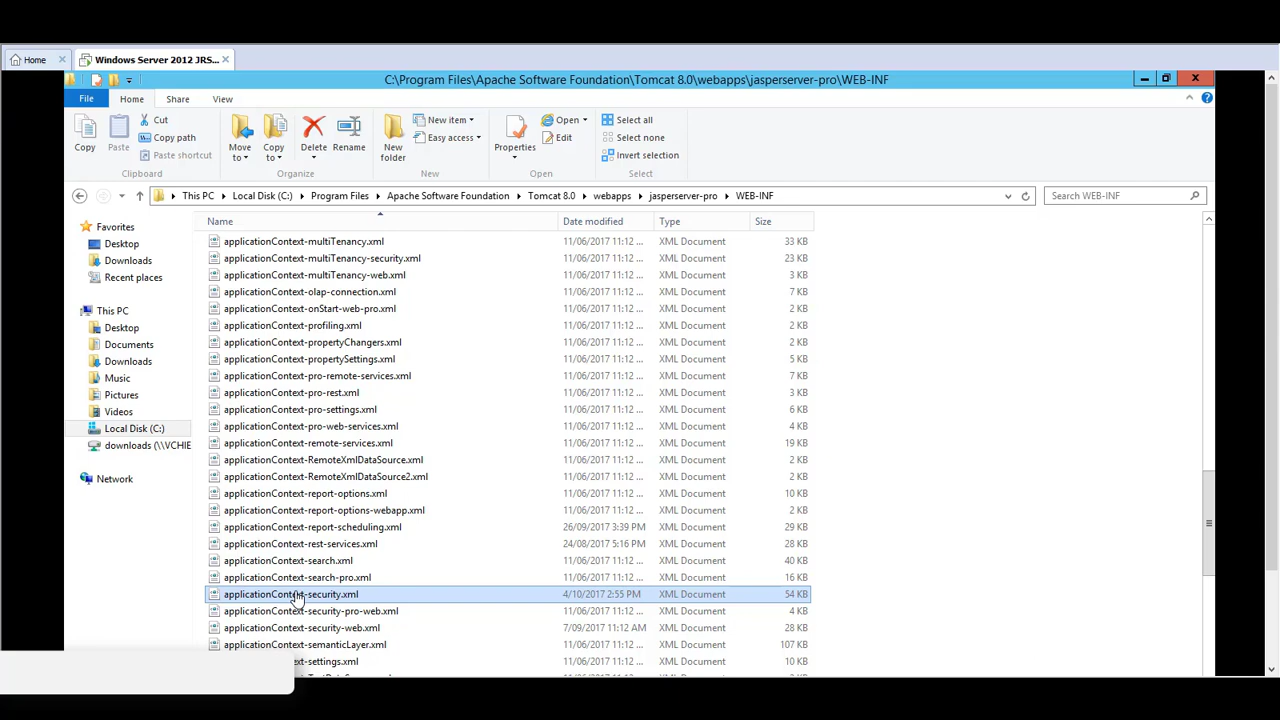 Home
Windows Server 2012 JRS...
C:\Program Files\Apache Software Foundation\Tomcat 8.0\webapps\jasperserver-pro\WEB-INF
File Home Share View
Copy
Paste
Cut
Copy path
Paste shortcut
Move to
Copy to
Delete
Rename
New folder
New item
Easy access
Properties
Open
Edit
Select all
Select none
Invert selection
Clipboard Organize New Open Select
This PC Local Disk (C:) Program Files Apache Software Foundation Tomcat 8.0 webapps jasperserver-pro WEB-INF
Search WEB-INF
Favorites
Desktop
Downloads
Recent places
This PC
Desktop
Documents
Downloads
Music
Pictures
Videos
Local Disk (C:)
downloads (\\VCHIE
Network
Name Date modified Type Size
applicationContext-multiTenancy.xml 11/06/2017 11:12 ... XML Document 33 KB
applicationContext-multiTenancy-security.xml 11/06/2017 11:12 ... XML Document 23 KB
applicationContext-multiTenancy-web.xml 11/06/2017 11:12 ... XML Document 3 KB
applicationContext-olap-connection.xml 11/06/2017 11:12 ... XML Document 7 KB
applicationContext-onStart-web-pro.xml 11/06/2017 11:12 ... XML Document 2 KB
applicationContext-profiling.xml 11/06/2017 11:12 ... XML Document 2 KB
applicationContext-propertyChangers.xml 11/06/2017 11:12 ... XML Document 2 KB
applicationContext-propertySettings.xml 11/06/2017 11:12 ... XML Document 5 KB
applicationContext-pro-remote-services.xml 11/06/2017 11:12 ... XML Document 7 KB
applicationContext-pro-rest.xml 11/06/2017 11:12 ... XML Document 3 KB
applicationContext-pro-settings.xml 11/06/2017 11:12 ... XML Document 6 KB
applicationContext-pro-web-services.xml 11/06/2017 11:12 ... XML Document 4 KB
applicationContext-remote-services.xml 11/06/2017 11:12 ... XML Document 19 KB
applicationContext-RemoteXmlDataSource.xml 11/06/2017 11:12 ... XML Document 2 KB
applicationContext-RemoteXmlDataSource2.xml 11/06/2017 11:12 ... XML Document 2 KB
applicationContext-report-options.xml 11/06/2017 11:12 ... XML Document 10 KB
applicationContext-report-options-webapp.xml 11/06/2017 11:12 ... XML Document 2 KB
applicationContext-report-scheduling.xml 26/09/2017 3:39 PM XML Document 29 KB
applicationContext-rest-services.xml 24/08/2017 5:16 PM XML Document 28 KB
applicationContext-search.xml 11/06/2017 11:12 ... XML Document 40 KB
applicationContext-search-pro.xml 11/06/2017 11:12 ... XML Document 16 KB
applicationContext-security.xml 4/10/2017 2:55 PM XML Document 54 KB
applicationContext-security-pro-web.xml 11/06/2017 11:12 ... XML Document 4 KB
applicationContext-security-web.xml 7/09/2017 11:12 AM XML Document 28 KB
applicationContext-semanticLayer.xml 11/06/2017 11:12 ... XML Document 107 KB
xt-settings.xml 11/06/2017 11:12 ... XML Document 10 KB